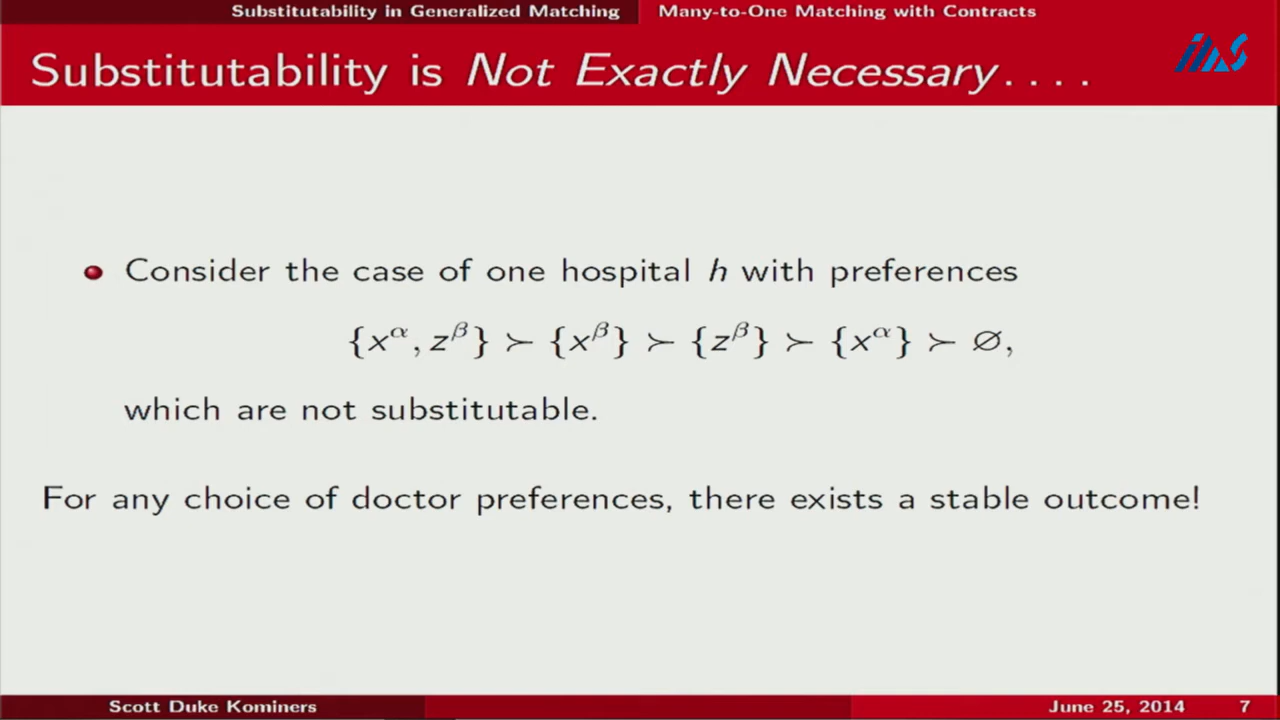 Substitutability in Generalized Matching Many-to-One Matching with Contracts
Substitutability is Not Exactly Necessary. . . .
IIAS
• Consider the case of one hospital h with preferences
{x^α, z^β} ≻ {x^β} ≻ {z^β} ≻ {x^α} ≻ ∅,
which are not substitutable.
For any choice of doctor preferences, there exists a stable outcome!
Scott Duke Kominers June 25, 2014 7